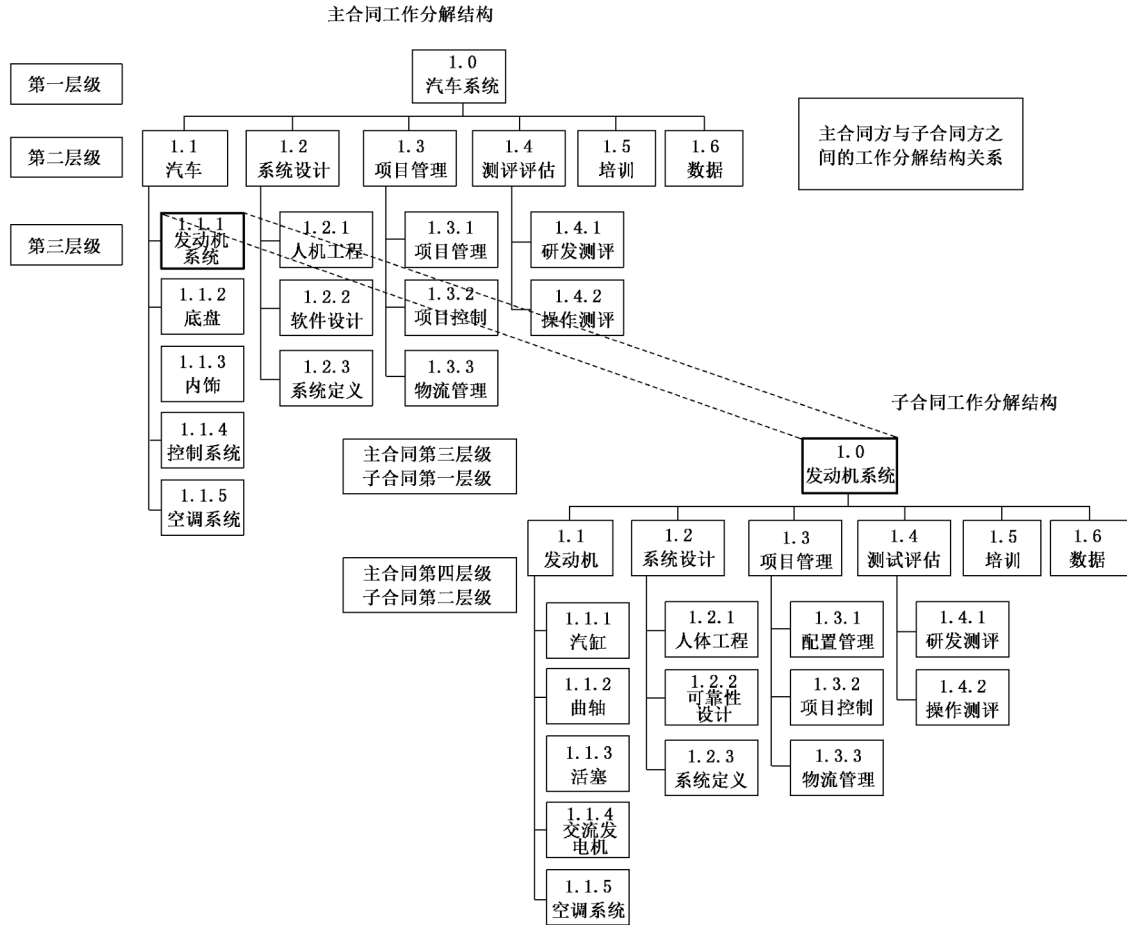 主合同工作分解结构
第一层级
1.0
汽车系统
主合同方与子合同方之
间的工作分解结构关系
第二层级
1.1
汽车
1.2
系统设计
1.3
项目管理
1.4
测评评估
1.5
培训
1.6
数据
第三层级
1.1.1
发动机
系统
1.1.2
底盘
1.1.3
内饰
1.1.4
控制系统
1.1.5
空调系统
1.2.1
人机工程
1.2.2
软件设计
1.2.3
系统定义
1.3.1
项目管理
1.3.2
项目控制
1.3.3
物流管理
1.4.1
研发测评
1.4.2
操作测评
子合同工作分解结构
主合同第三层级
子合同第一层级
1.0
发动机系统
主合同第四层级
子合同第二层级
1.1
发动机
1.2
系统设计
1.3
项目管理
1.4
测试评估
1.5
培训
1.6
数据
1.1.1
汽缸
1.1.2
曲轴
1.1.3
活塞
1.1.4
交流发
电机
1.1.5
空调系统
1.2.1
人体工程
1.2.2
可靠性
设计
1.2.3
系统定义
1.3.1
配置管理
1.3.2
项目控制
1.3.3
物流管理
1.4.1
研发测评
1.4.2
操作测评